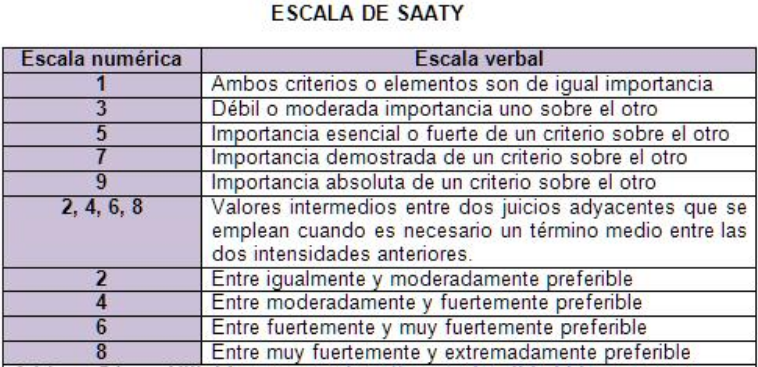 ESCALA DE SAATY
Escala numérica Escala verbal
1 Ambos criterios o elementos son de igual importancia
3 Débil o moderada importancia uno sobre el otro
5 Importancia esencial o fuerte de un criterio sobre el otro
7 Importancia demostrada de un criterio sobre el otro
9 Importancia absoluta de un criterio sobre el otro
2, 4, 6, 8 Valores intermedios entre dos juicios adyacentes que se
emplean cuando es necesario un término medio entre las
dos intensidades anteriores.
2 Entre igualmente y moderadamente preferible
4 Entre moderadamente y fuertemente preferible
6 Entre fuertemente y muy fuertemente preferible
8 Entre muy fuertemente y extremadamente preferible